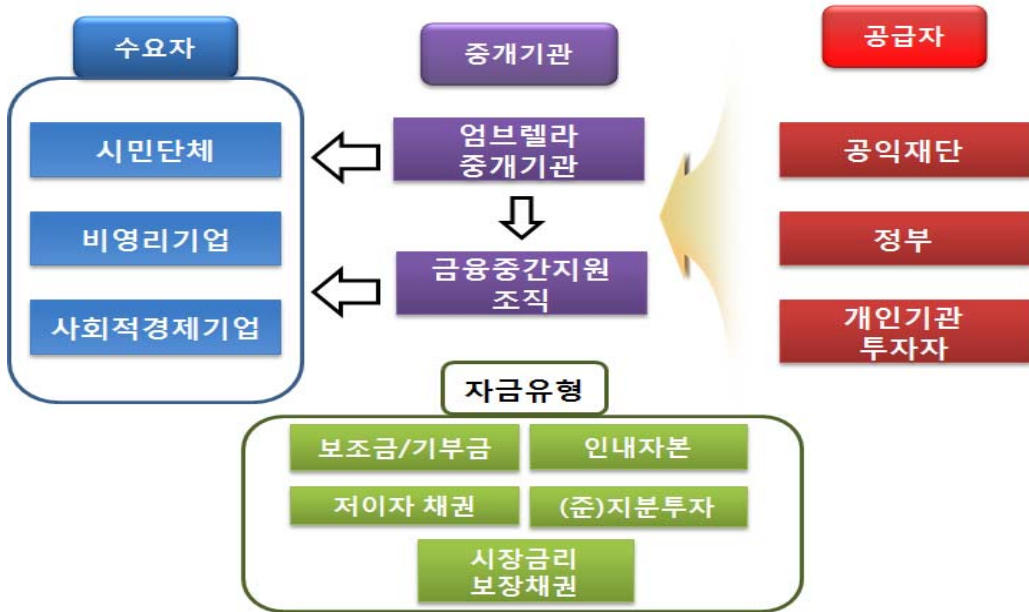 수요자
중개기관
공급자
시민단체
엄브렐라
중개기관
공익재단
비영리기업
정부
금융중간지원
조직
사회적경제기업
개인기관
투자자
자금유형
보조금/기부금
인내자본
저이자 채권
(준)지분투자
시장금리
보장채권